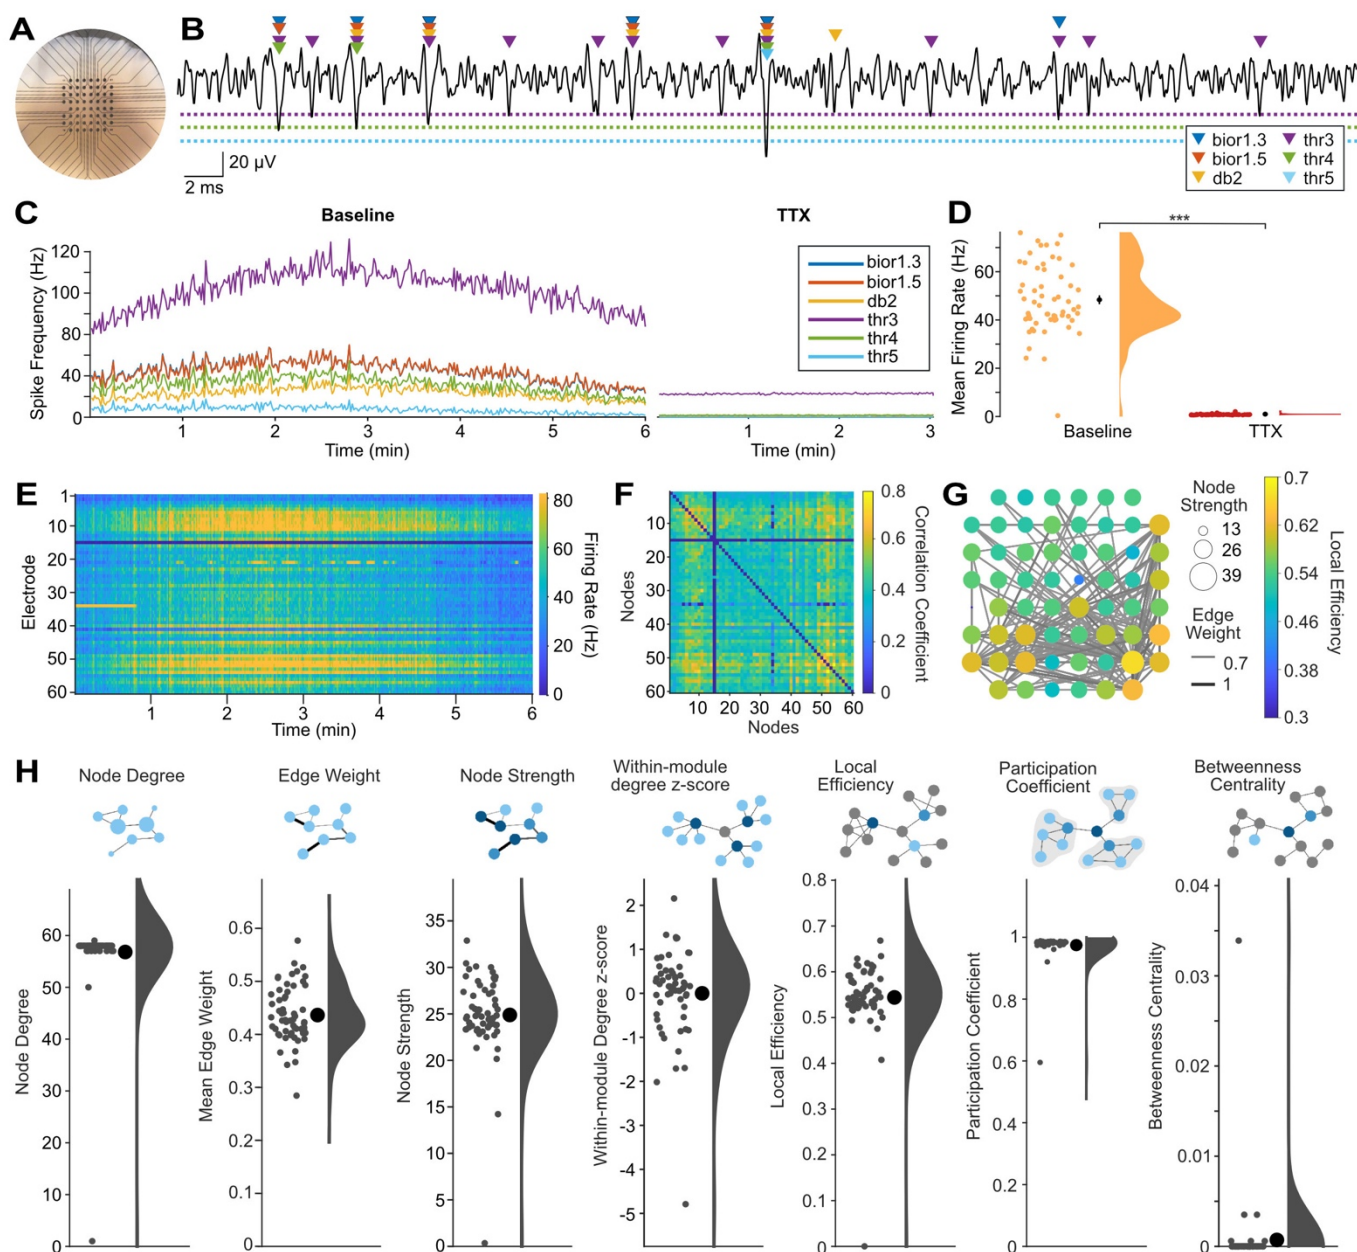 A
B
20 µV
2 ms
bior1.3
bior1.5
db2
thr3
thr4
thr5
C
Baseline
TTX
Spike Frequency (Hz)
120
100
80
40
0
1
2
3
4
5
6
Time (min)
bior1.3
bior1.5
db2
thr3
thr4
thr5
1
2
3
Time (min)
D
***
Mean Firing Rate (Hz)
60
40
20
0
Baseline
TTX
E
Electrode
1
10
20
30
40
50
60
1
2
3
4
5
6
Time (min)
80
60
40
20
0
Firing Rate (Hz)
F
Nodes
10
20
30
40
50
60
10
20
30
40
50
60
Nodes
0.8
0.6
0.4
0.2
0
Correlation Coefficient
G
Node
Strength
13
26
39
Edge
Weight
0.7
1
0.7
0.62
0.54
0.46
0.38
0.3
Local Efficiency
H
Node Degree
Node Degree
60
50
40
30
20
10
0
Edge Weight
Mean Edge Weight
0.6
0.5
0.4
0.3
0.2
0.1
0
Node Strength
Node Strength
35
30
25
20
15
10
5
0
Within-module
degree z-score
Within-module Degree z-score
2
1
0
-1
-2
-3
-4
-5
Local
Efficiency
Local Efficiency
0.8
0.7
0.6
0.5
0.4
0.3
0.2
0.1
0
Participation
Coefficient
Participation Coefficient
1
0.8
0.6
0.4
0.2
0
Betweenness
Centrality
Betweenness Centrality
0.04
0.03
0.02
0.01
0